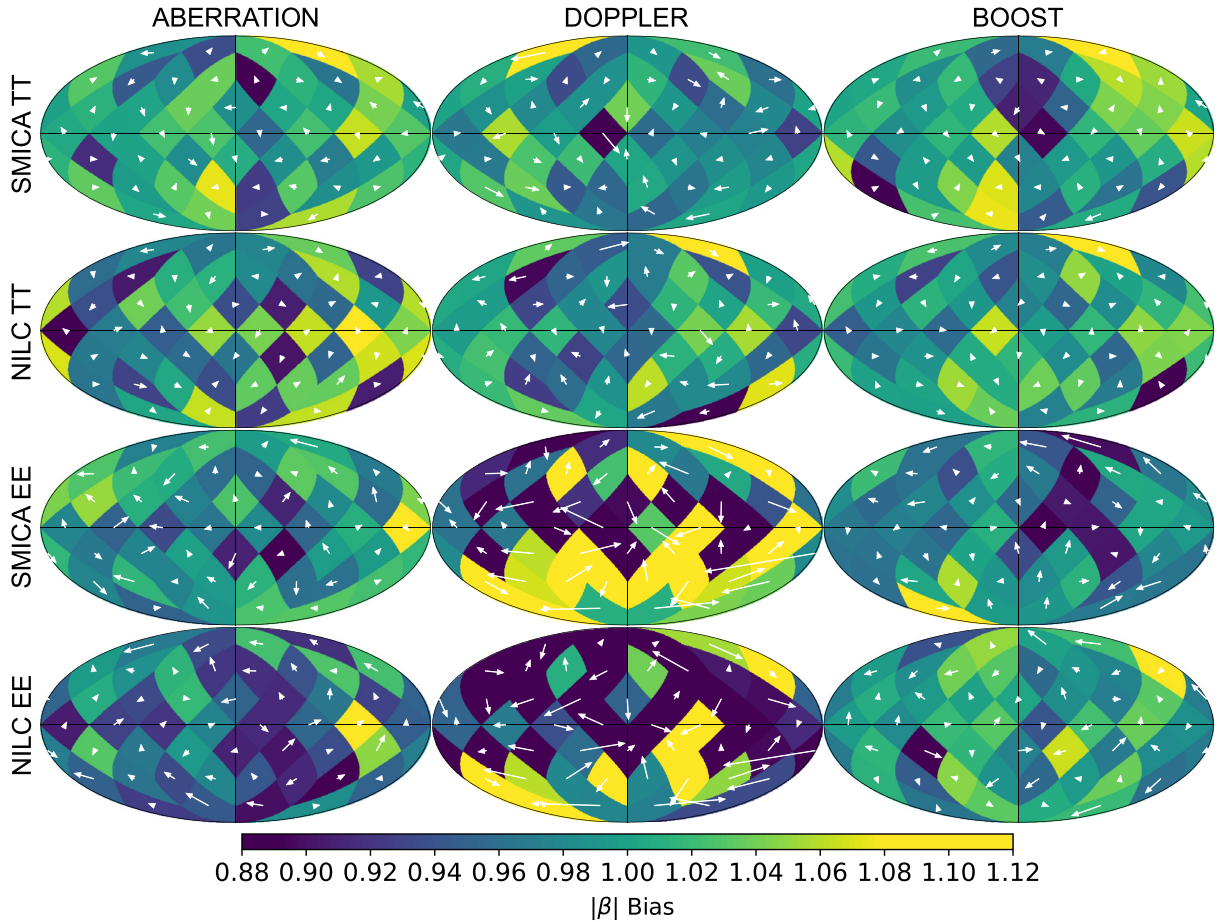 ABERRATION DOPPLER BOOST
SMICA TT
NILC TT
SMICA EE
NILC EE
0.88 0.90 0.92 0.94 0.96 0.98 1.00 1.02 1.04 1.06 1.08 1.10 1.12
|β| Bias